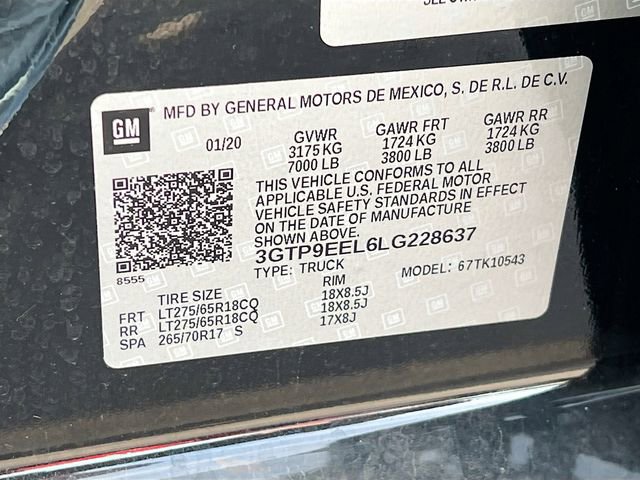 GM
MFD BY GENERAL MOTORS DE MEXICO, S. DE R.L. DE C.V.
01/20
GVWR GAWR FRT GAWR RR
3175 KG 1724 KG 1724 KG
7000 LB 3800 LB 3800 LB
THIS VEHICLE CONFORMS TO ALL
APPLICABLE U.S. FEDERAL MOTOR
VEHICLE SAFETY STANDARDS IN EFFECT
ON THE DATE OF MANUFACTURE
SHOWN ABOVE.
3GTP9EEL6LG228637
8555
TYPE: TRUCK MODEL: 67TK10543
TIRE SIZE RIM
FRT LT275/65R18CQ 18X8.5J
RR LT275/65R18CQ 18X8.5J
SPA 265/70R17 S 17X8J